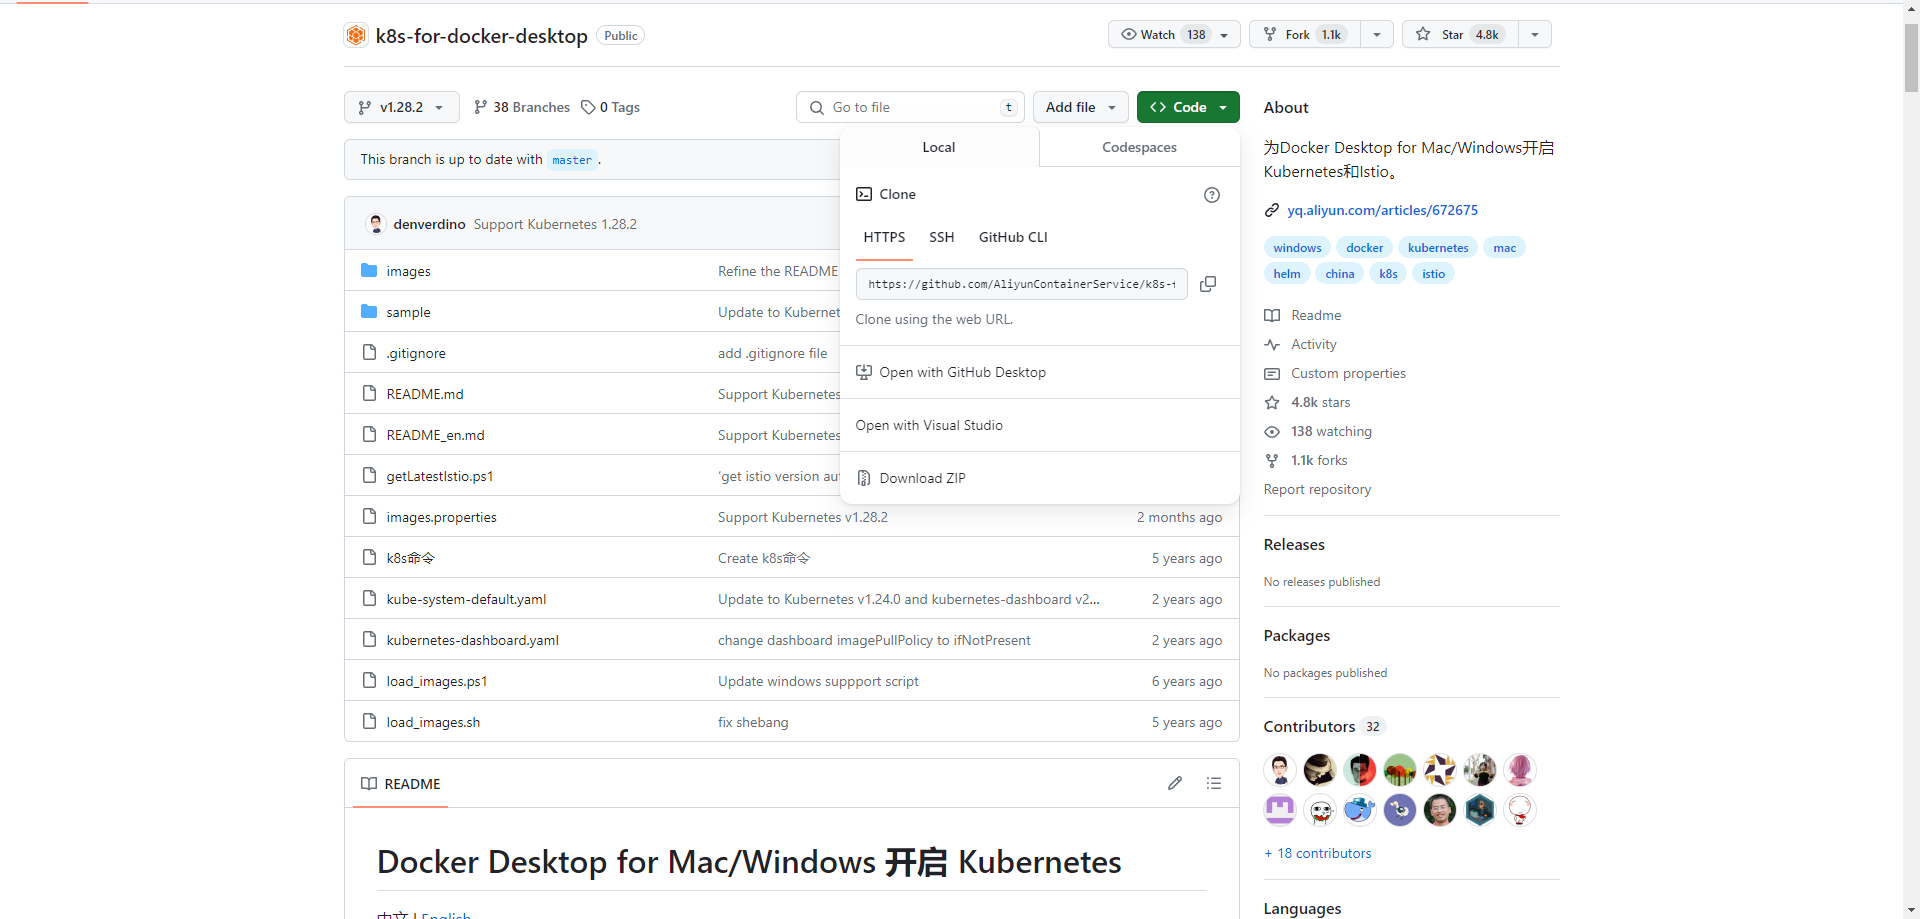 k8s-for-docker-desktop Public
Watch 138 Fork 1.1k Star 4.8k
v1.28.2 38 Branches 0 Tags
Go to file t Add file Code
This branch is up to date with master .
denverdino Support Kubernetes 1.28.2
images Refine the README
sample Update to Kubernet
.gitignore add .gitignore file
README.md Support Kubernetes
README_en.md Support Kubernetes
getLatestIstio.ps1 'get istio version au
images.properties Support Kubernetes v1.28.2 2 months ago
k8s命令 Create k8s命令 5 years ago
kube-system-default.yaml Update to Kubernetes v1.24.0 and kubernetes-dashboard v2... 2 years ago
kubernetes-dashboard.yaml change dashboard imagePullPolicy to ifNotPresent 2 years ago
load_images.ps1 Update windows suppport script 6 years ago
load_images.sh fix shebang 5 years ago
Local Codespaces
Clone
HTTPS SSH GitHub CLI
https://github.com/AliyunContainerService/k8s-
Clone using the web URL.
Open with GitHub Desktop
Open with Visual Studio
Download ZIP
README
Docker Desktop for Mac/Windows 开启 Kubernetes
中文 | English
About
为Docker Desktop for Mac/Windows开启
Kubernetes和Istio。
yq.aliyun.com/articles/672675
windows docker kubernetes mac
helm china k8s istio
Readme
Activity
Custom properties
4.8k stars
138 watching
1.1k forks
Report repository
Releases
No releases published
Packages
No packages published
Contributors 32
+ 18 contributors
Languages